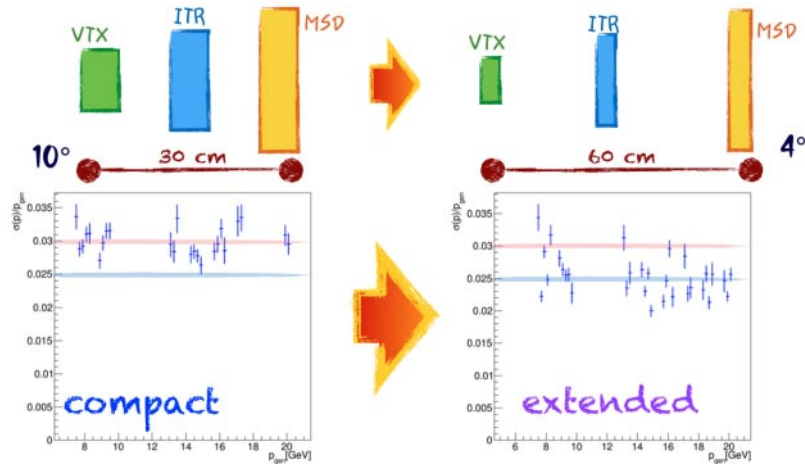 VTX
ITR
MSD
10°
30 cm
VTX
ITR
MSD
60 cm
4°
σ(p)/p_gen
0.035
0.03
0.025
0.02
0.015
0.01
0.005
0
8 10 12 14 16 18 20
p_gen[GeV]
compact
σ(p)/p_gen
0.035
0.03
0.025
0.02
0.015
0.01
0.005
0
6 8 10 12 14 16 18 20
p_gen[GeV]
extended